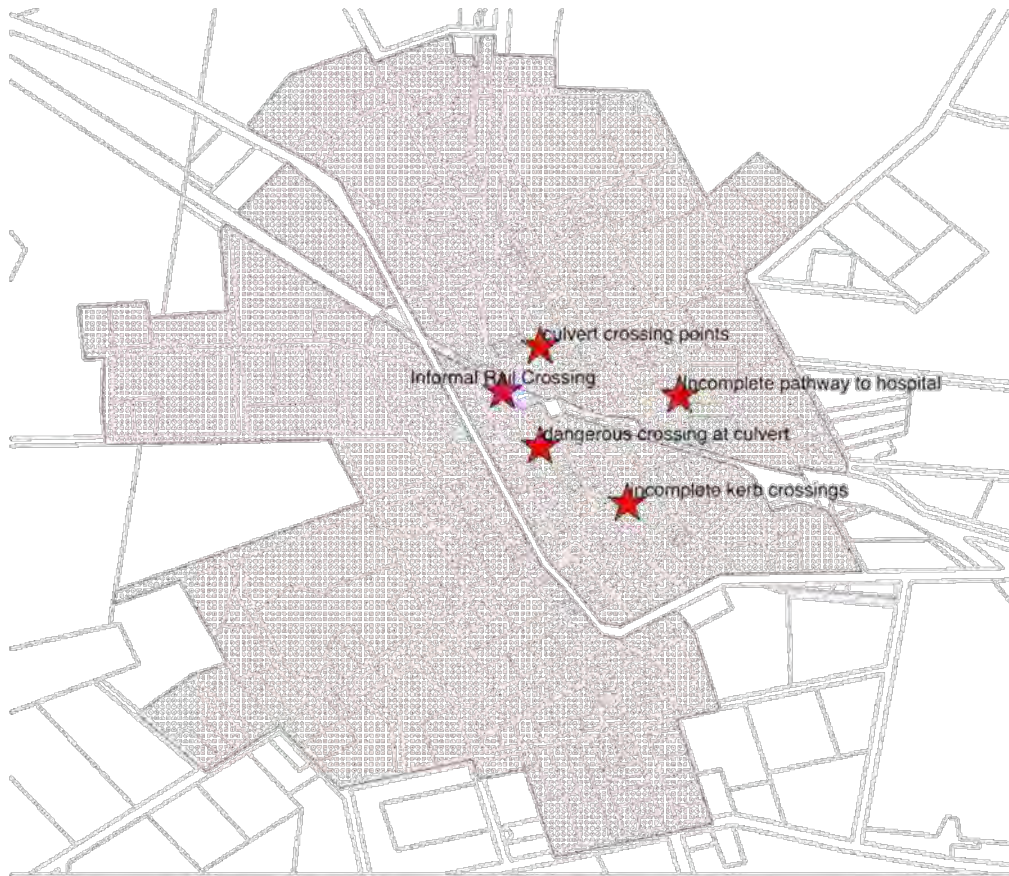 culvert crossing points
Informal Rail Crossing
Incomplete pathway to hospital
dangerous crossing at culvert
incomplete kerb crossings